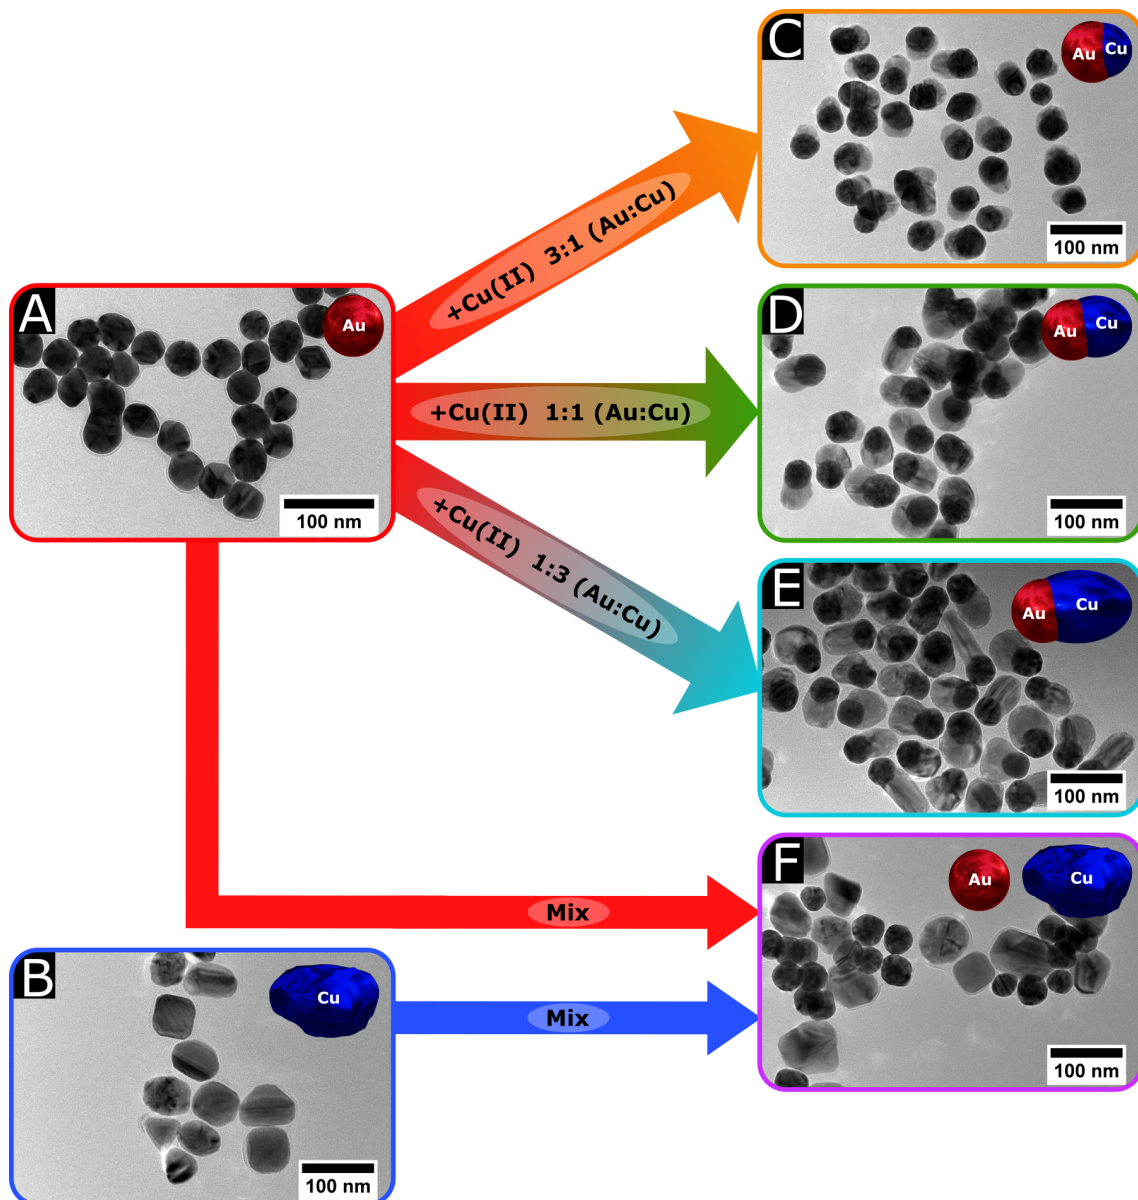 C
Au
Cu
100 nm
+Cu(II) 3:1 (Au:Cu)
A
Au
100 nm
D
Au
Cu
100 nm
+Cu(II) 1:1 (Au:Cu)
+Cu(II) 1:3 (Au:Cu)
E
Au
Cu
100 nm
F
Au
Cu
100 nm
Mix
B
Cu
100 nm
Mix